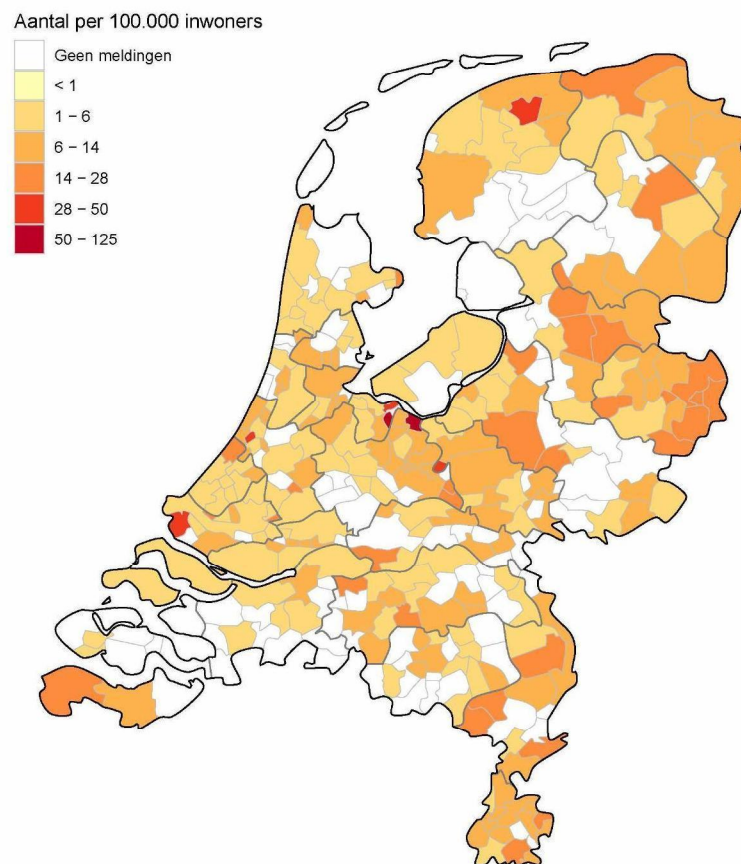 Aantal per 100.000 inwoners
Geen meldingen
< 1
1 − 6
6 − 14
14 − 28
28 − 50
50 − 125